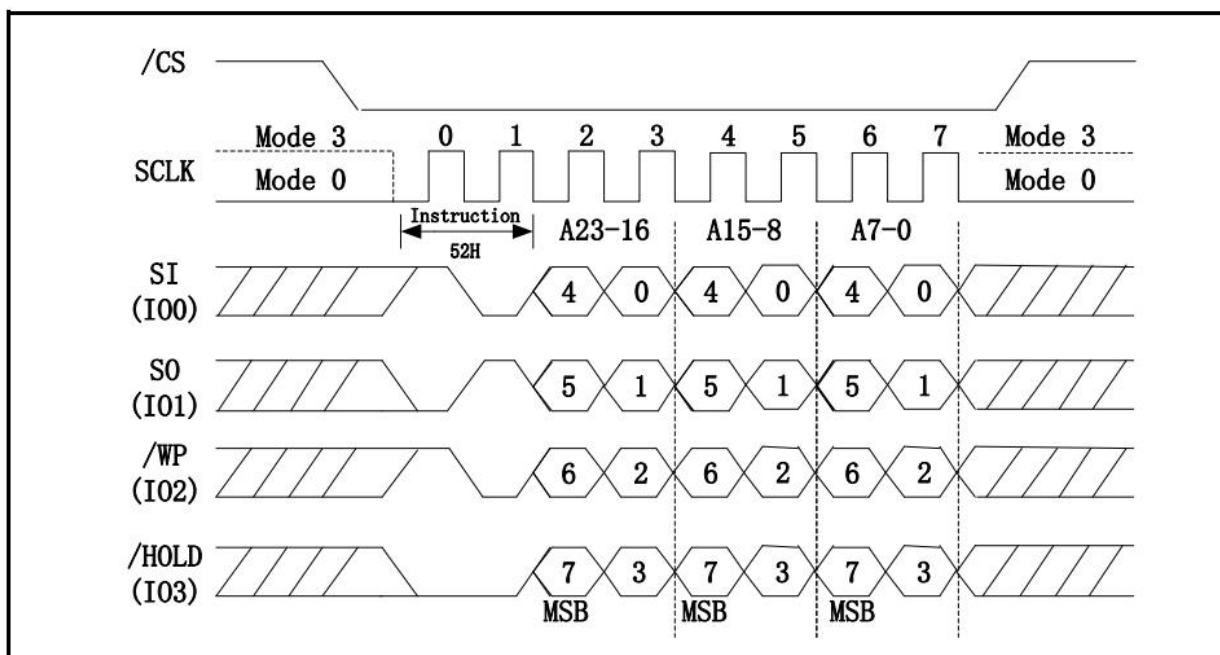 /CS
Mode 3 0 1 2 3 4 5 6 7 Mode 3
SCLK
Mode 0 Mode 0
Instruction
A23-16 A15-8 A7-0
52H
SI
(IO0)
4 0 4 0 4 0
SO
(IO1)
5 1 5 1 5 1
/WP
(IO2)
6 2 6 2 6 2
/HOLD
(IO3)
7 3 7 3 7 3
MSB MSB MSB